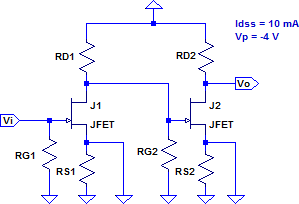 Idss = 10 mA
Vp = -4 V
RD1
RD2
Vo
J1
J2
Vi
JFET
JFET
RG1
RG2
RS1
RS2